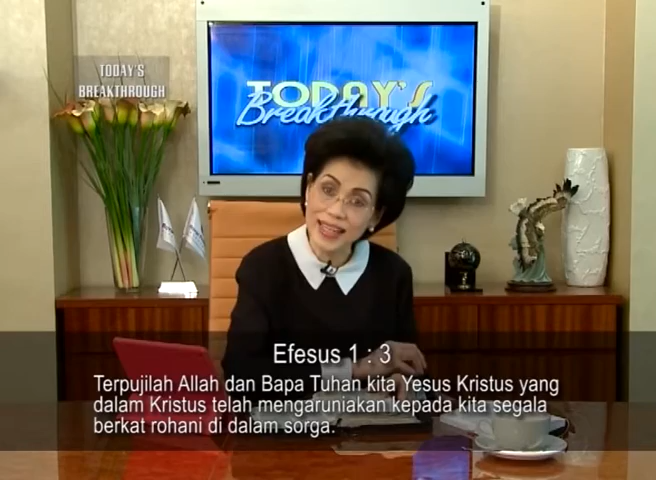 TODAY'S
BREAKTHROUGH
TODAY'S
Breakthrough
Efesus 1 : 3
Terpujilah Allah dan Bapa Tuhan kita Yesus Kristus yang
dalam Kristus telah mengaruniakan kepada kita segala
berkat rohani di dalam sorga.